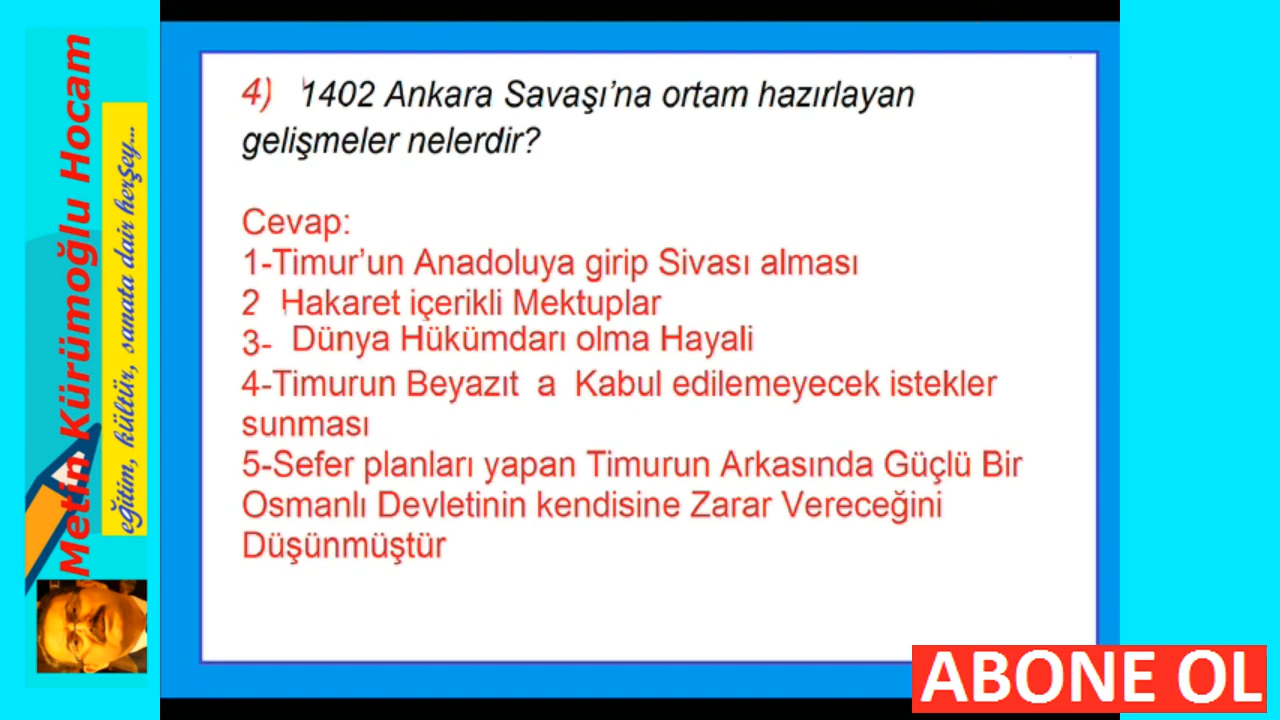 Metin Kürümoğlu Hocam
eğitim, kültür, sanata dair herşey...
4) 1402 Ankara Savaşı’na ortam hazırlayan
gelişmeler nelerdir?
Cevap:
1-Timur’un Anadoluya girip Sivası alması
2 Hakaret içerikli Mektuplar
3- Dünya Hükümdarı olma Hayali
4-Timurun Beyazıt a Kabul edilemeyecek istekler
sunması
5-Sefer planları yapan Timurun Arkasında Güçlü Bir
Osmanlı Devletinin kendisine Zarar Vereceğini
Düşünmüştür
ABONE OL